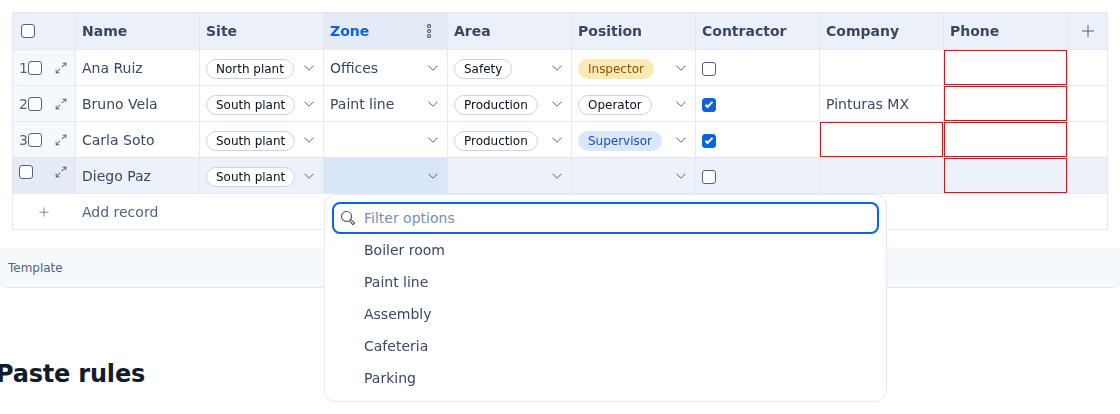 Name Site Zone Area Position Contractor Company Phone
1 Ana Ruiz North plant Offices Safety Inspector
2 Bruno Vela South plant Paint line Production Operator Pinturas MX
3 Carla Soto South plant Production Supervisor
Diego Paz South plant
Add record
Filter options
Boiler room
Template
Paint line
Assembly
Cafeteria
Paste rules
Parking